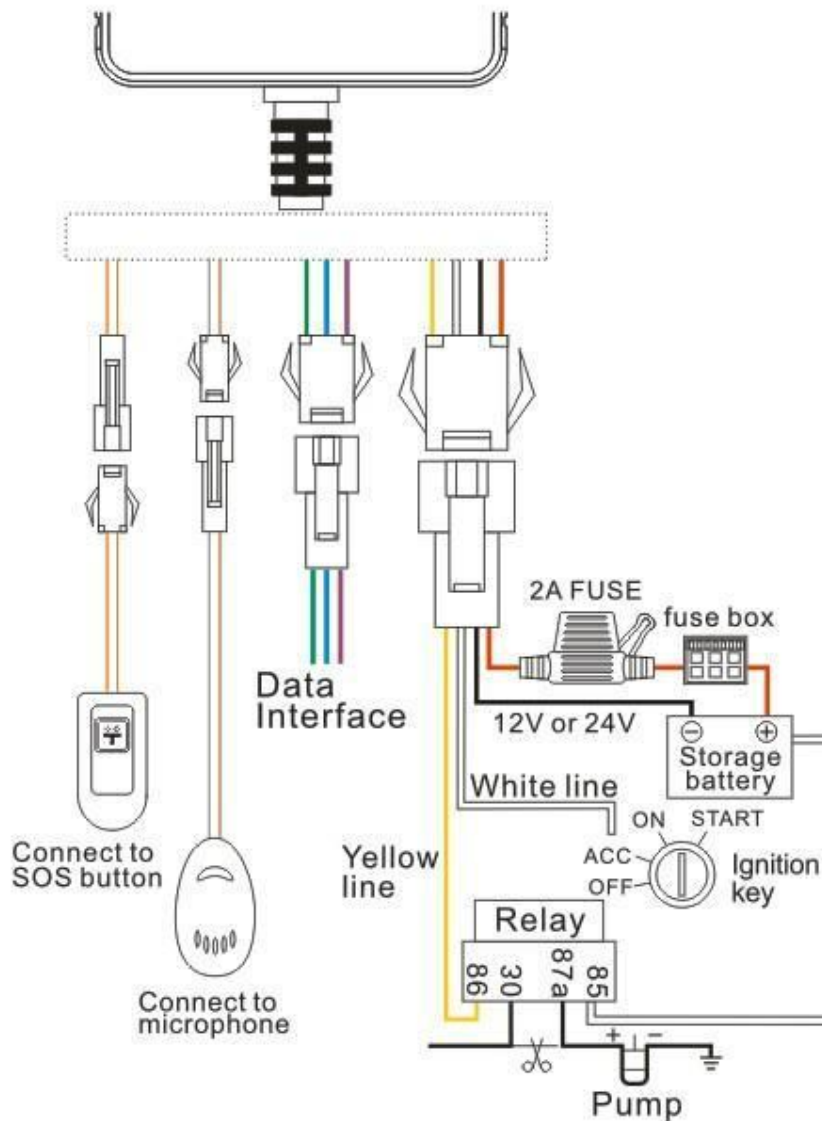 2A FUSE
fuse box
Data
Interface
12V or 24V
Storage
battery
White line
ON
START
ACC
OFF
Ignition
key
Connect to
SOS button
Yellow
line
Relay
86
30
87a
85
Connect to
microphone
+
-
Pump